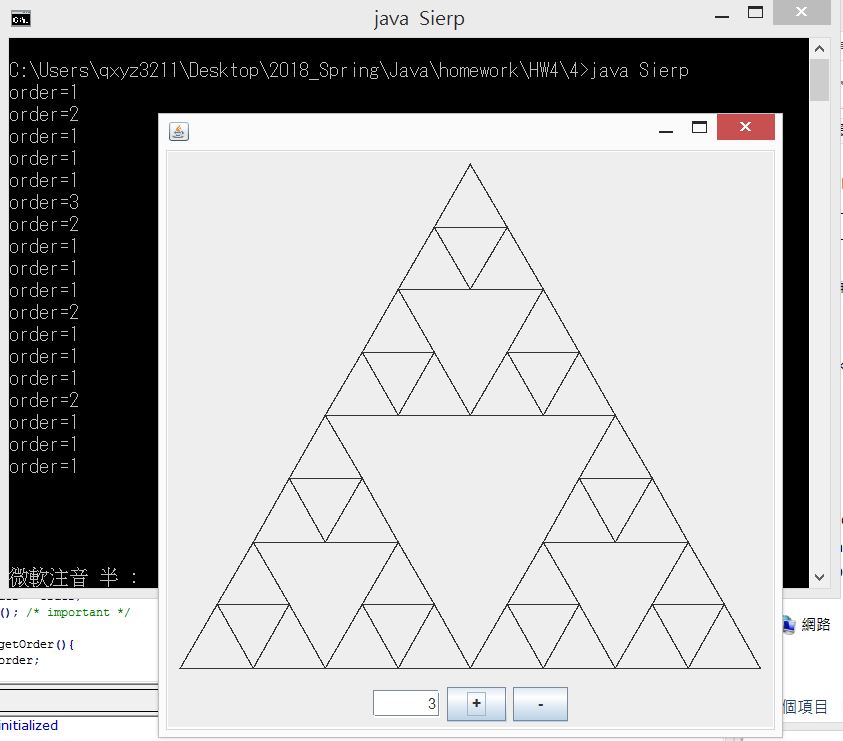 java Sierp
C:\Users\qxyz3211\Desktop\2018_Spring\Java\homework\HW4\4>java Sierp
order=1
order=2
order=1
order=1
order=1
order=3
order=2
order=1
order=1
order=1
order=2
order=1
order=1
order=1
order=2
order=1
order=1
order=1
微軟注音 半 :
3 + -
(); /* important */
getOrder(){
order;
initialized
網路
個項目